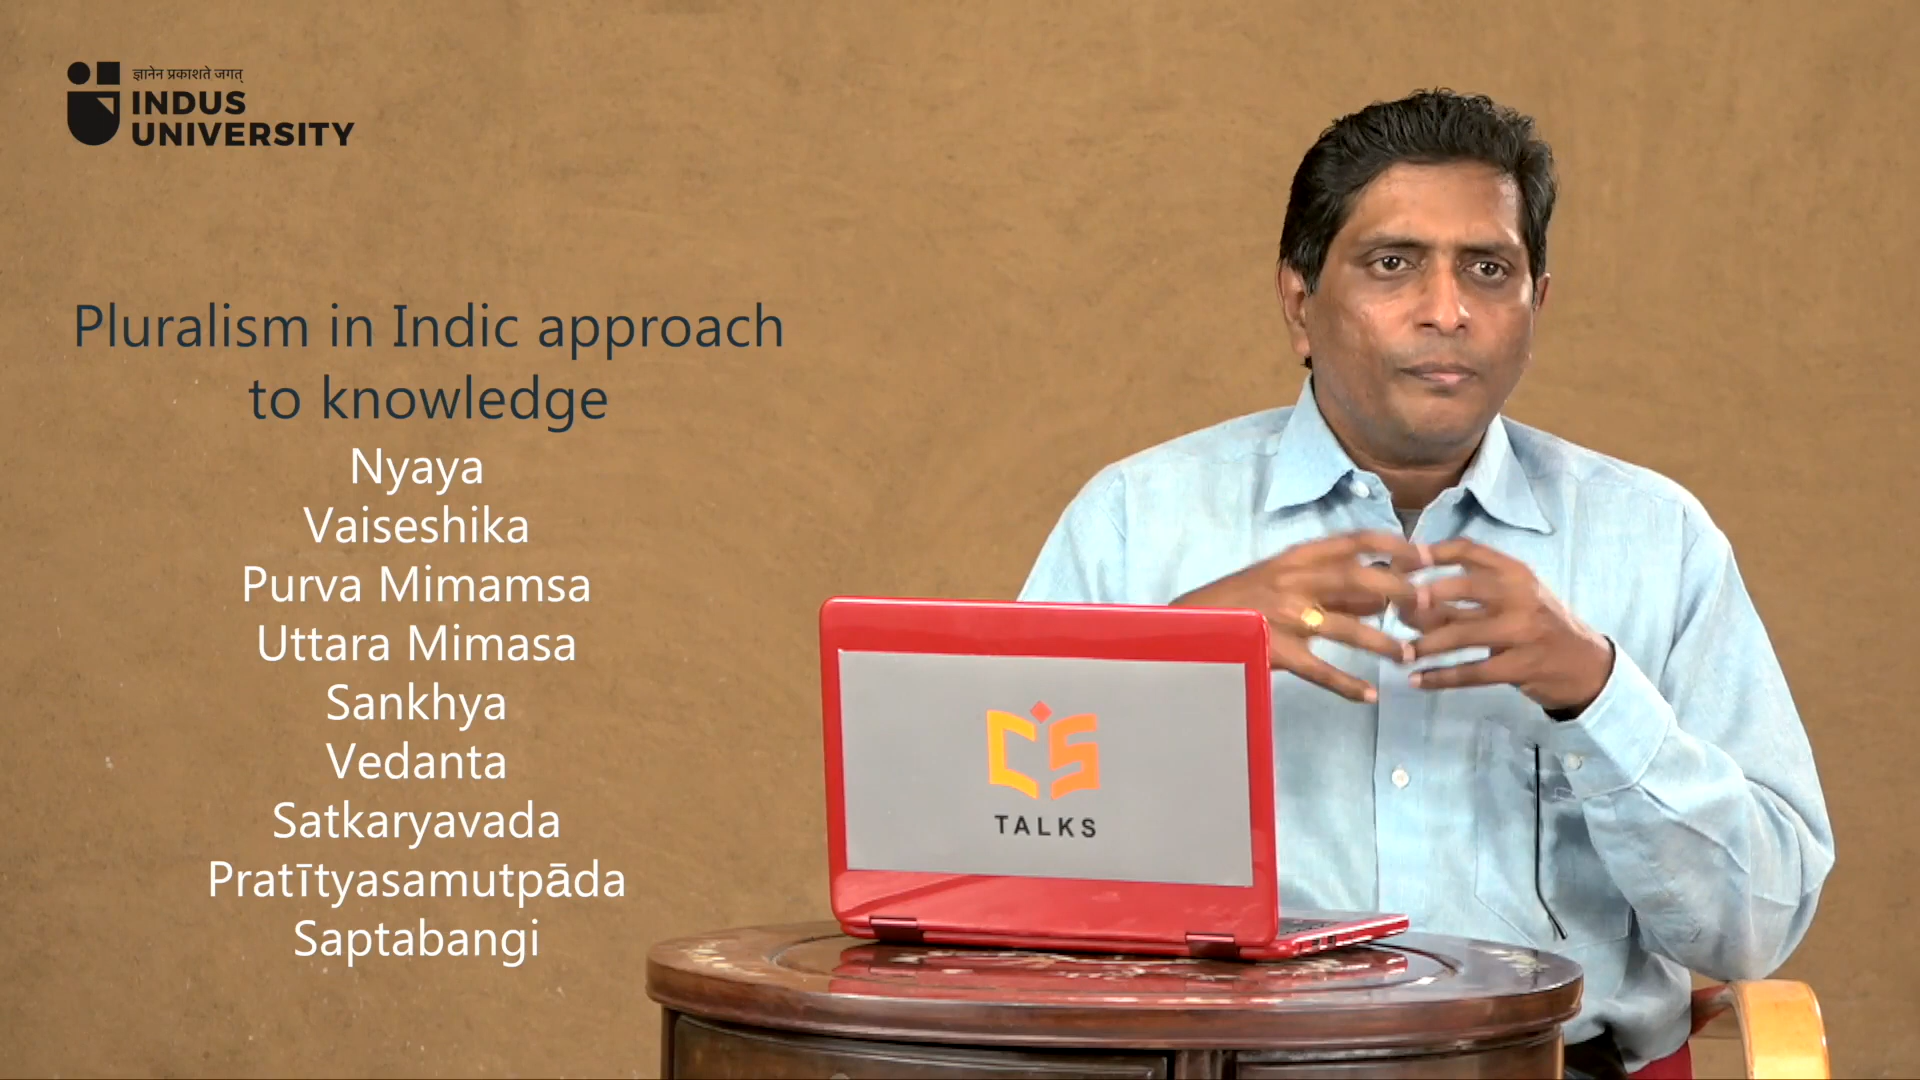 ज्ञानेन प्रकाशते जगत्
INDUS
UNIVERSITY
Pluralism in Indic approach
to knowledge
Nyaya
Vaiseshika
Purva Mimamsa
Uttara Mimasa
Sankhya
Vedanta
Satkaryavada
Pratītyasamutpāda
Saptabangi
CIS
TALKS